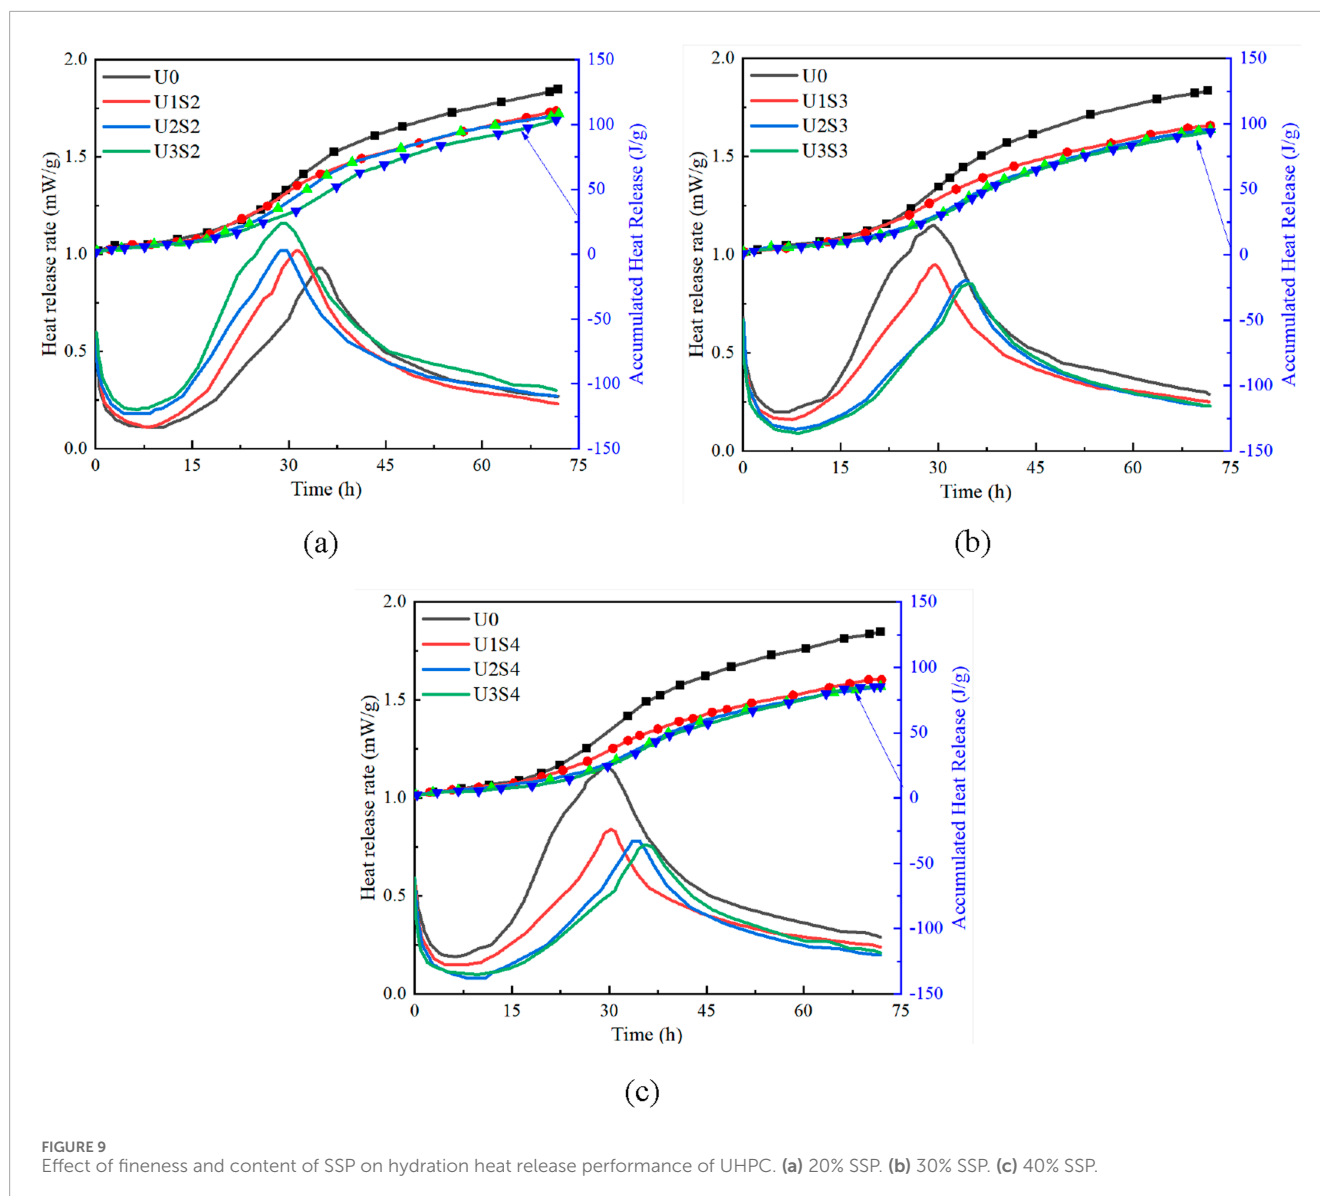 2.0
1.5
1.0
0.5
0.0
Heat release rate (mW/g)
U0
U1S2
U2S2
U3S2
150
100
50
0
-50
-100
-150
Accumulated Heat Release (J/g)
0 15 30 45 60 75
Time (h)
(a)
2.0
1.5
1.0
0.5
0.0
Heat release rate (mW/g)
U0
U1S3
U2S3
U3S3
150
100
50
0
-50
-100
-150
Accumulated Heat Release (J/g)
0 15 30 45 60 75
Time (h)
(b)
2.0
1.5
1.0
0.5
0.0
Heat release rate (mW/g)
U0
U1S4
U2S4
U3S4
150
100
50
0
-50
-100
-150
Accumulated Heat Release (J/g)
0 15 30 45 60 75
Time (h)
(c)
FIGURE 9
Effect of fineness and content of SSP on hydration heat release performance of UHPC. (a) 20% SSP. (b) 30% SSP. (c) 40% SSP.